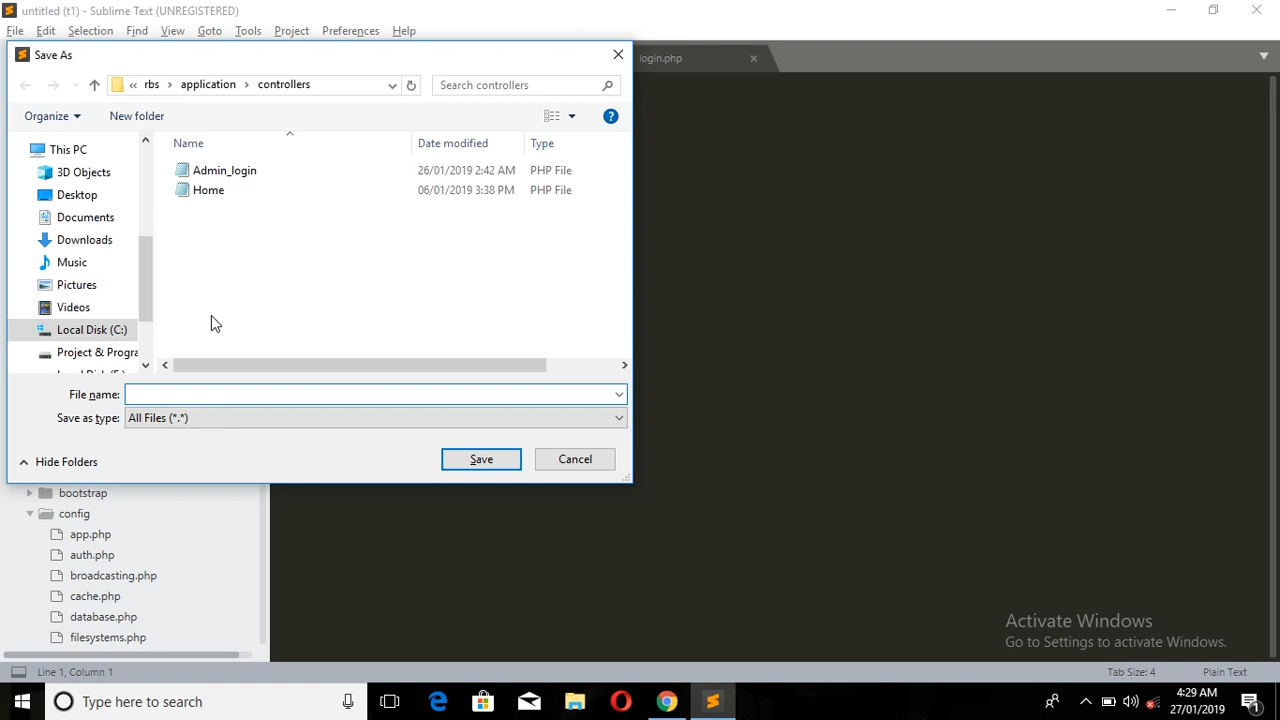 untitled (t1) - Sublime Text (UNREGISTERED)
File Edit Selection Find View Goto Tools Project Preferences Help
Save As
login.php
« rbs application controllers
Search controllers
Organize
New folder
This PC
3D Objects
Desktop
Documents
Downloads
Music
Pictures
Videos
Local Disk (C:)
Project & Progra
Name Date modified Type
Admin_login 26/01/2019 2:42 AM PHP File
Home 06/01/2019 3:38 PM PHP File
File name:
Save as type: All Files (*.*)
Hide Folders
Save
Cancel
bootstrap
config
app.php
auth.php
broadcasting.php
cache.php
database.php
filesystems.php
Activate Windows
Go to Settings to activate Windows.
Line 1, Column 1
Tab Size: 4
Plain Text
Type here to search
4:29 AM
27/01/2019
1